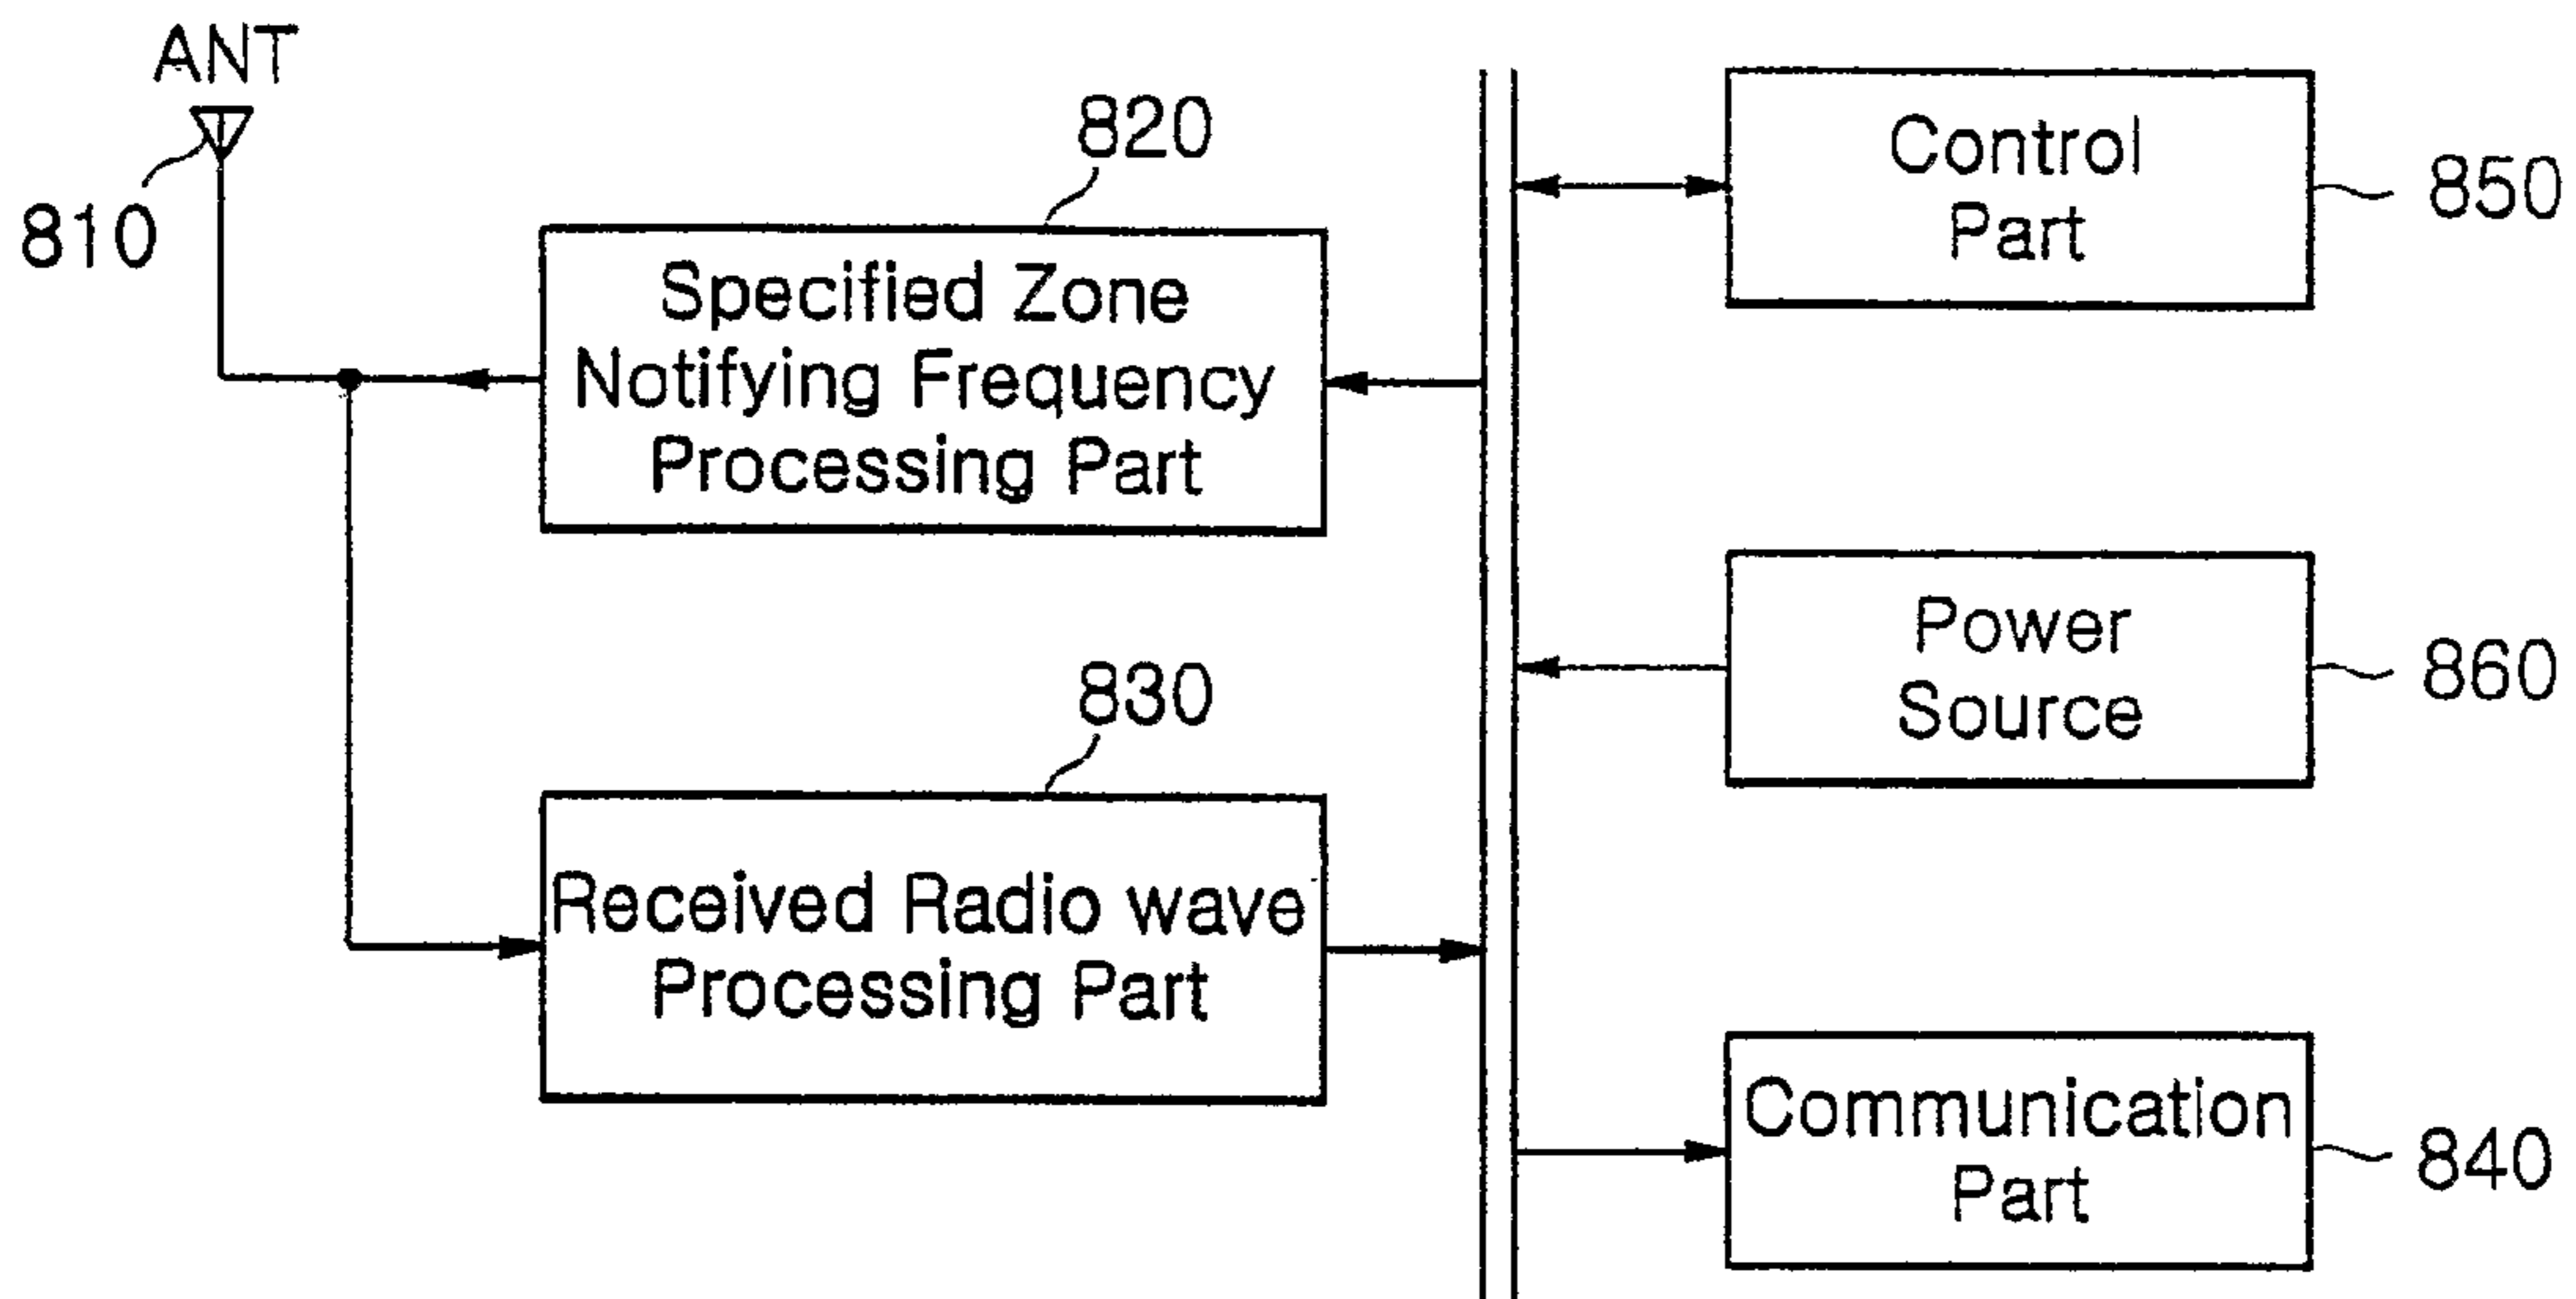 ANT
810
820
Specified Zone
Notifying Frequency
Processing Part
830
Received Radio wave
Processing Part
Control
Part
850
Power
Source
860
Communication
Part
840